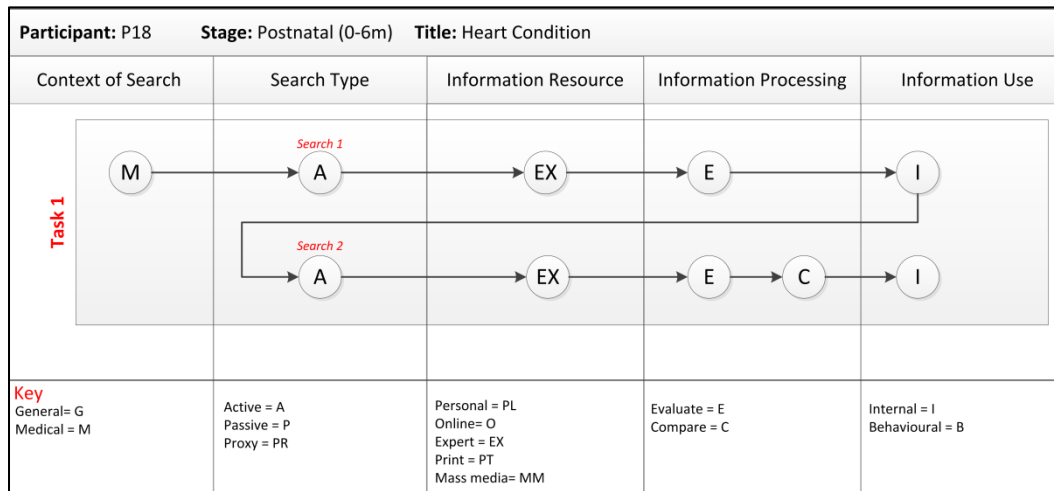 Participant: P18 Stage: Postnatal (0-6m) Title: Heart Condition
Context of Search Search Type Information Resource Information Processing Information Use
Task 1
Search 1
M A EX E I
Search 2
A EX E C I
Key
General= G
Medical = M
Active = A
Passive = P
Proxy = PR
Personal = PL
Online= O
Expert = EX
Print = PT
Mass media= MM
Evaluate = E
Compare = C
Internal = I
Behavioural = B